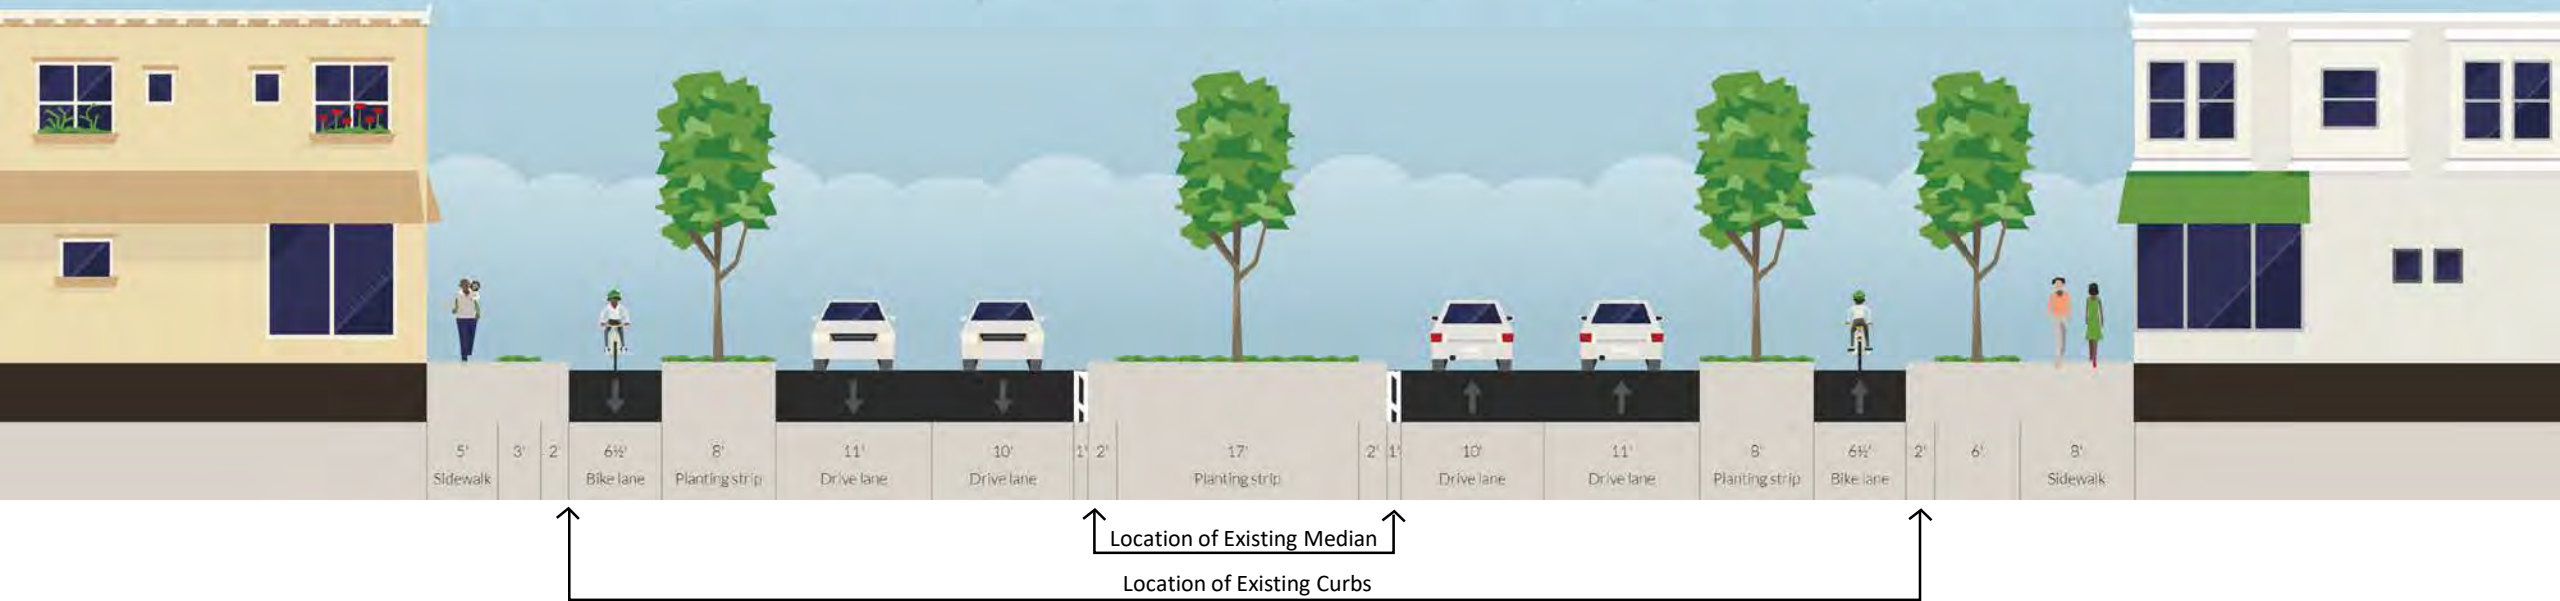 5' 3' 2' 6½' 8' 11' 10' 1' 2' 17' 2' 1' 10' 11' 8' 6½' 2' 6' 8'
Sidewalk Bike lane Planting strip Drive lane Drive lane Planting strip Drive lane Drive lane Planting strip Bike lane Sidewalk
Location of Existing Median
Location of Existing Curbs